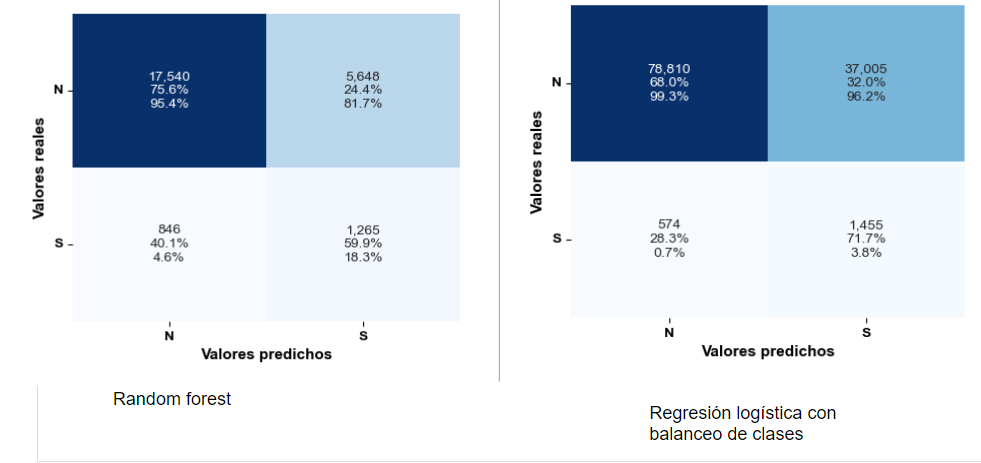 Valores reales
N
17,540
75.6%
95.4%
5,648
24.4%
81.7%
S
846
40.1%
4.6%
1,265
59.9%
18.3%
N
S
Valores predichos
Random forest
Valores reales
N
78,810
68.0%
99.3%
37,005
32.0%
96.2%
S
574
28.3%
0.7%
1,455
71.7%
3.8%
N
S
Valores predichos
Regresión logística con
balanceo de clases